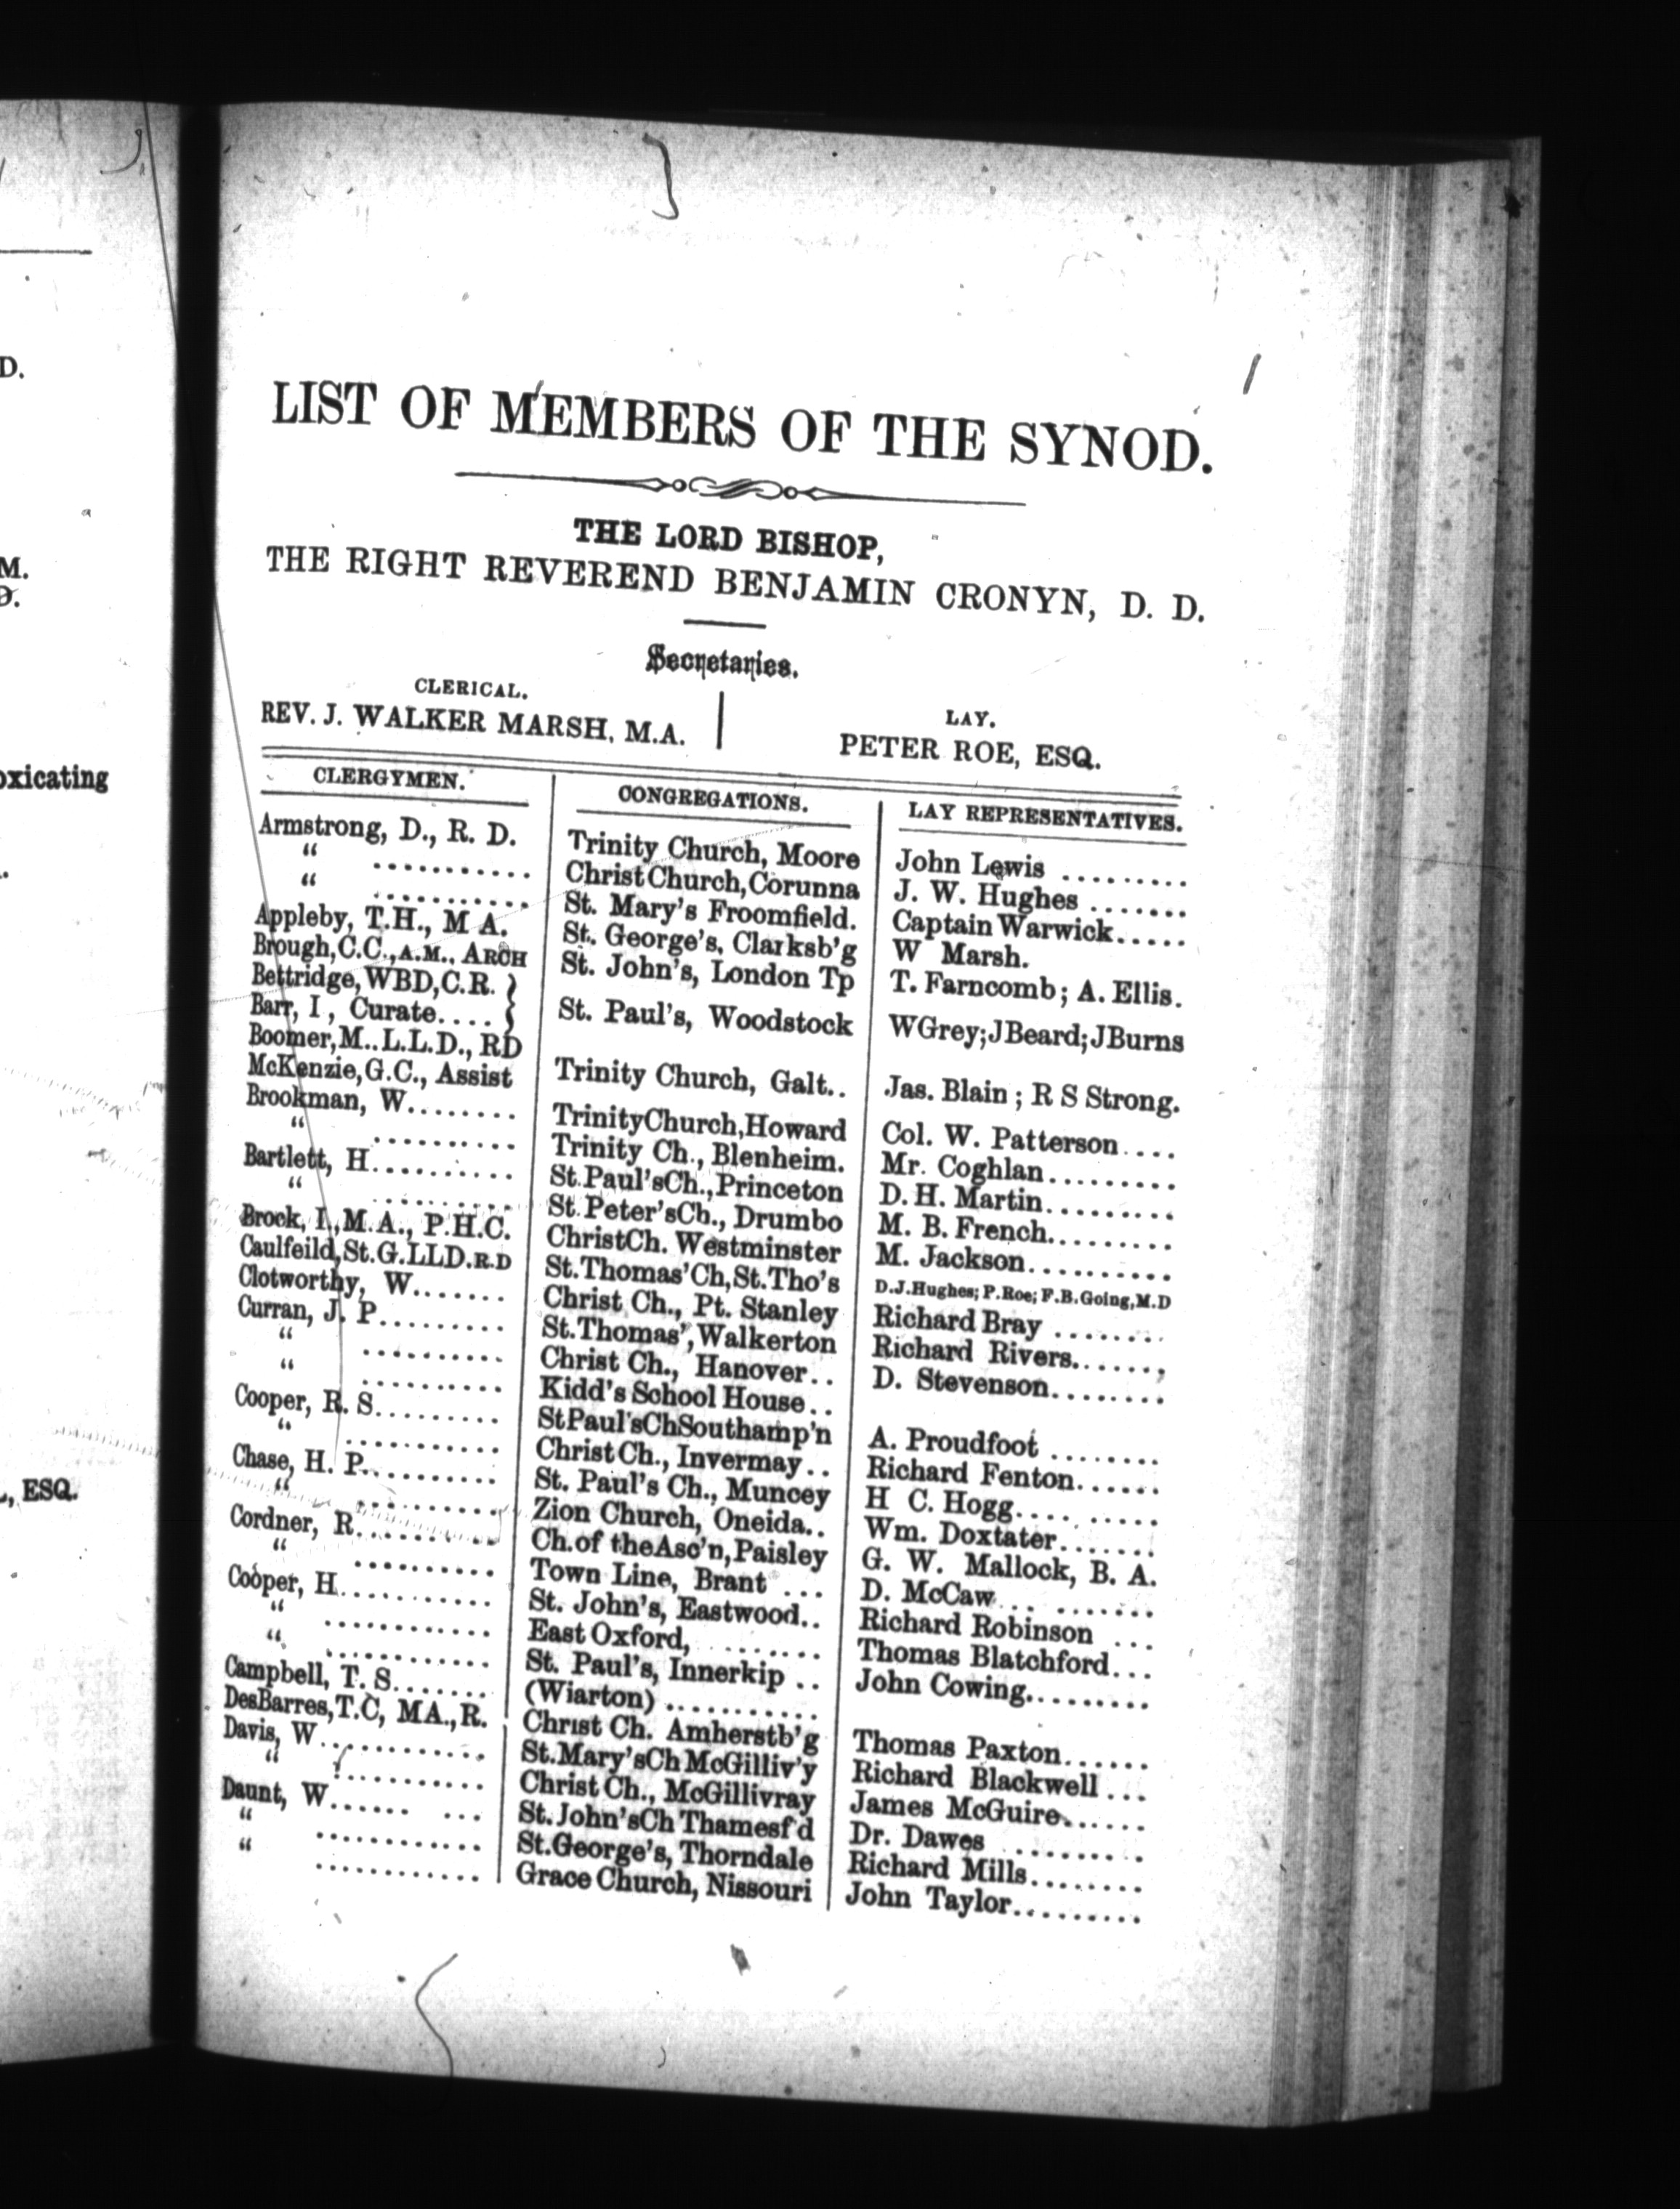 D.
M.
D.
oxicating
, ESQ.
LIST OF MEMBERS OF THE SYNOD.
THE LORD BISHOP,
THE RIGHT REVEREND BENJAMIN CRONYN, D. D.
Secretaries.
CLERICAL. LAY.
REV. J. WALKER MARSH, M.A. PETER ROE, ESQ.
CLERGYMEN. CONGREGATIONS. LAY REPRESENTATIVES.
Armstrong, D., R. D. Trinity Church, Moore John Lewis .........
“ ........... Christ Church, Corunna J. W. Hughes .......
“ ........... St. Mary's Froomfield. Captain Warwick.....
Appleby, T.H., M A. St. George's, Clarksb'g W Marsh.
Brough,C.C.,A.M., ARCH St. John's, London Tp T. Farncomb; A. Ellis.
Bettridge, WBD,C.R. }
Barr, I, Curate.... } St. Paul's, Woodstock WGrey;JBeard;JBurns
Boomer,M..L.L.D., RD
McKenzie,G.C., Assist Trinity Church, Galt.. Jas. Blain ; R S Strong.
Brookman, W........ TrinityChurch,Howard Col. W. Patterson....
“ .......... Trinity Ch., Blenheim. Mr. Coghlan.........
Bartlett, H.......... St.Paul'sCh.,Princeton D. H. Martin.........
“ .......... St. Peter'sCh., Drumbo M. B. French.........
Brock, I., M.A., P.H.C. ChristCh. Westminster M. Jackson..........
Caulfeild,St.G.LLD.R.D St.Thomas'Ch,St.Tho's D.J.Hughes; P.Roe; F.B.Going,M.D
Clotworthy, W....... Christ Ch., Pt. Stanley Richard Bray ........
Curran, J. P......... St.Thomas', Walkerton Richard Rivers.......
“ .......... Christ Ch., Hanover.. D. Stevenson........
“ .......... Kidd's School House..
Cooper, R. S......... StPaul'sChSouthamp'n A. Proudfoot .......
“ ........... Christ Ch., Invermay.. Richard Fenton......
Chase, H. P.......... St. Paul's Ch., Muncey H C. Hogg.... .....
“ .......... Zion Church, Oneida.. Wm. Doxtater.......
Cordner, R.......... Ch.of theAsc'n,Paisley G. W. Mallock, B. A.
“ .......... Town Line, Brant ... D. McCaw... .......
Cooper, H........... St. John's, Eastwood.. Richard Robinson ...
“ ............ East Oxford, ......... Thomas Blatchford...
“ ............ St. Paul's, Innerkip .. John Cowing.........
Campbell, T. S....... (Wiarton) ...........
DesBarres,T.C, MA.,R. Christ Ch. Amherstb'g Thomas Paxton......
Davis, W............ St.Mary'sCh McGilliv'y Richard Blackwell ...
“ .......... Christ Ch., McGillivray James McGuire......
Daunt, W...... ... St. John'sCh Thamesf'd Dr. Dawes .........
“ ............ St.George's, Thorndale Richard Mills........
“ ............ Grace Church, Nissouri John Taylor.........